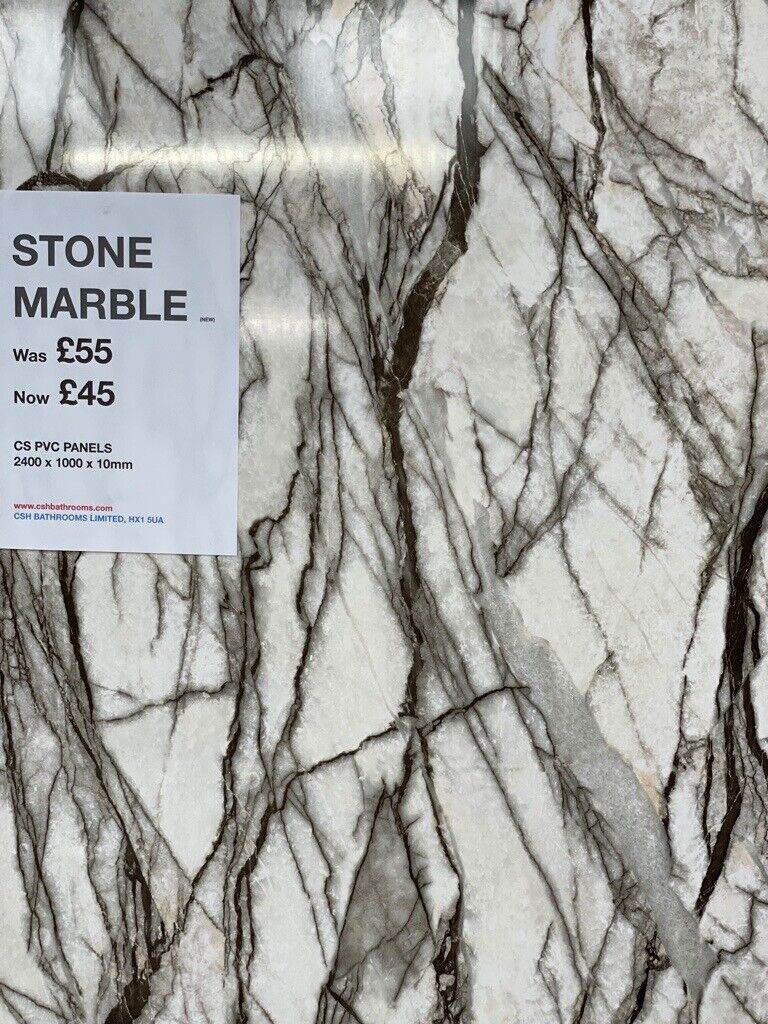 STONE
MARBLE (NEW)
Was £55
Now £45
CS PVC PANELS
2400 x 1000 x 10mm
www.cshbathrooms.com
CSH BATHROOMS LIMITED, HX1 5UA